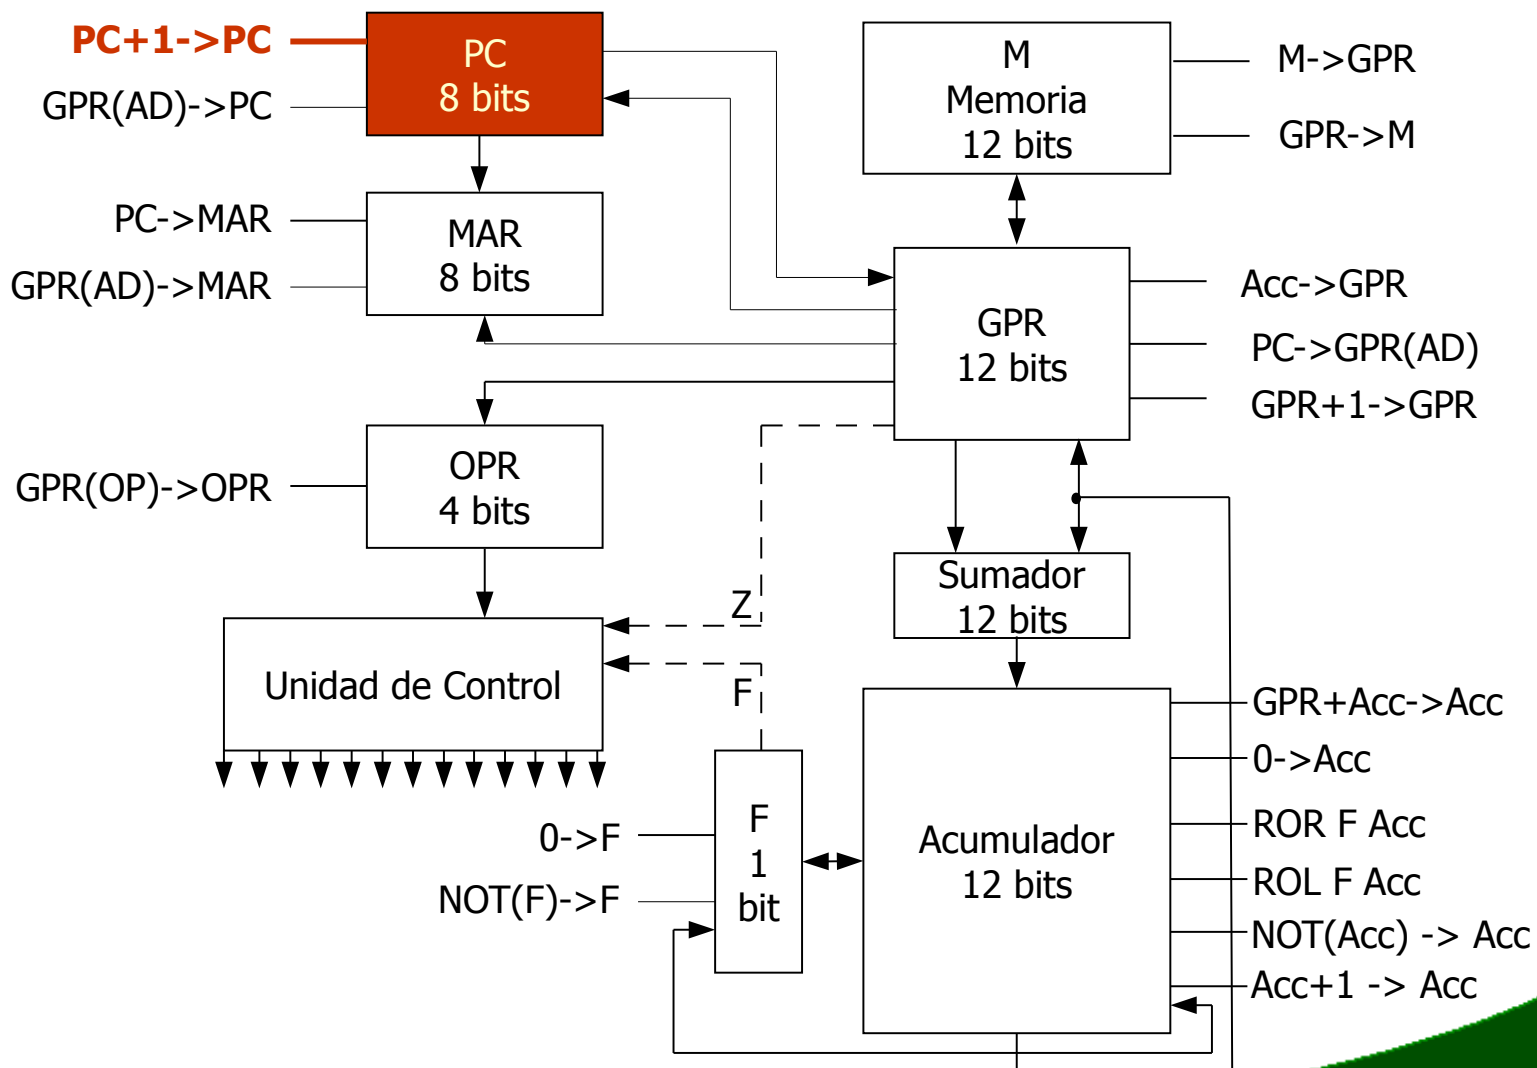 PC+1->PC
GPR(AD)->PC
PC
8 bits
M
Memoria
12 bits
M->GPR
GPR->M
PC->MAR
GPR(AD)->MAR
MAR
8 bits
GPR
12 bits
Acc->GPR
PC->GPR(AD)
GPR+1->GPR
GPR(OP)->OPR
OPR
4 bits
Sumador
12 bits
Z
F
Unidad de Control
0->F
NOT(F)->F
F
1
bit
Acumulador
12 bits
GPR+Acc->Acc
0->Acc
ROR F Acc
ROL F Acc
NOT(Acc) -> Acc
Acc+1 -> Acc